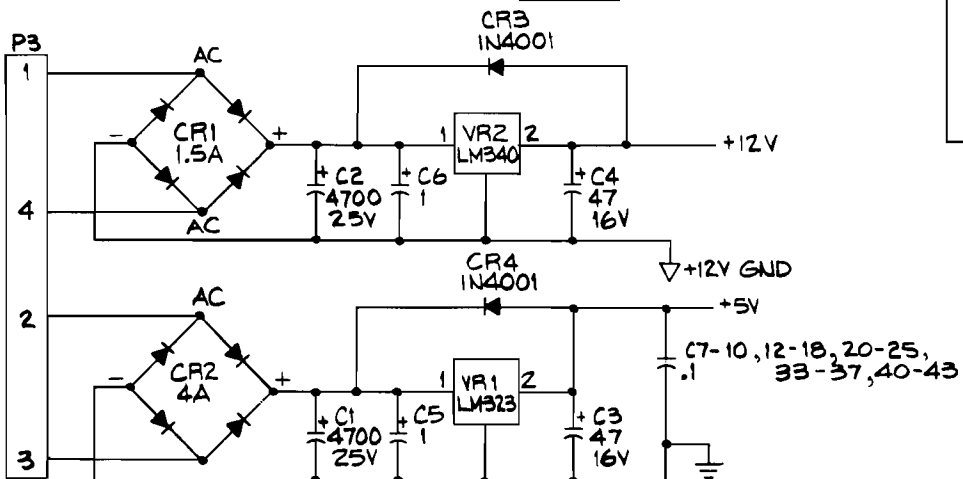 P3
1
4
2
3
AC
CR1
1.5A
AC
-
+
CR3
1N4001
1
VR2
LM340
2
+12V
+ C2
4700
25V
+ C6
1
+ C4
47
16V
+12V GND
AC
CR2
4A
-
+
CR4
1N4001
+5V
1
VR1
LM323
2
+ C1
4700
25V
+ C5
1
+ C3
47
16V
C7-10, 12-18, 20-25,
.1 33-37, 40-43